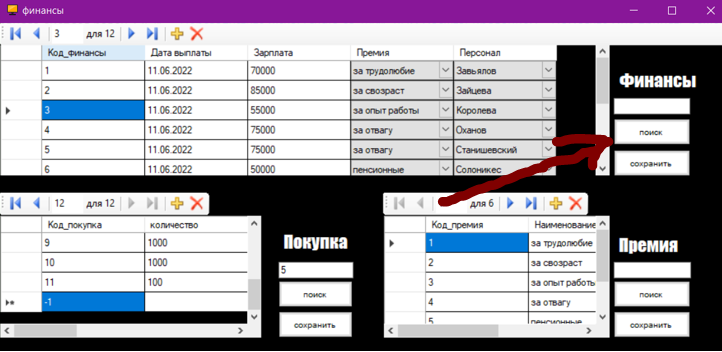 финансы
3 для 12
Код_финансы Дата выплаты Зарплата Премия Персонал
1 11.06.2022 70000 за трудолюбие Завьялов
2 11.06.2022 85000 за свозраст Зайцева
3 11.06.2022 55000 за опыт работы Королева
4 11.06.2022 75000 за отвагу Оханов
5 11.06.2022 75000 за отвагу Станишевский
6 11.06.2022 50000 пенсионные Солоникес
Финансы
поиск
сохранить
12 для 12
Код_покупка количество
9 1000
10 1000
11 100
-1
Покупка
5
поиск
сохранить
для 6
Код_премия Наименование
1 за трудолюбие
2 за свозраст
3 за опыт работы
4 за отвагу
5 пенсионные
Премия
поиск
сохранить